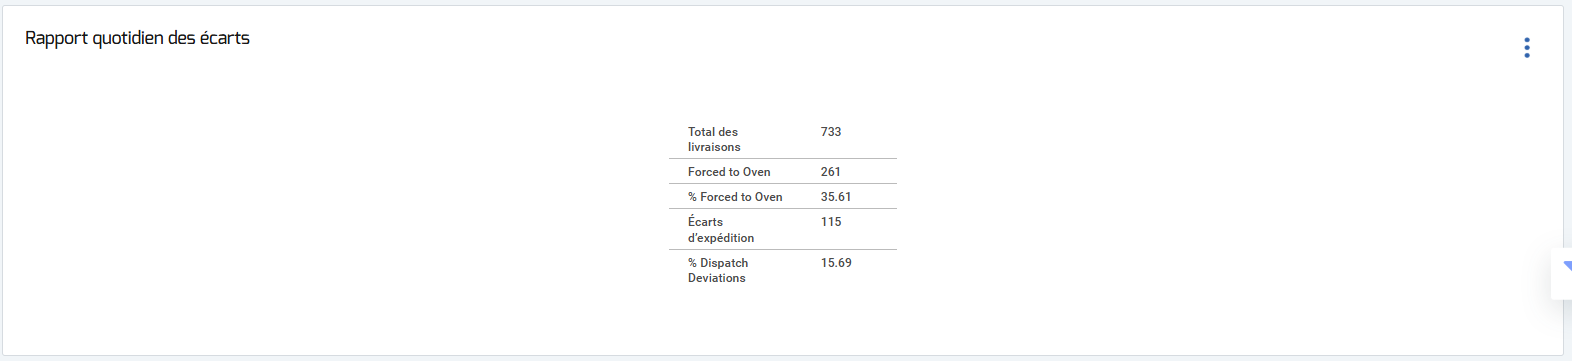 Rapport quotidien des écarts
Total des
livraisons
733
Forced to Oven
261
% Forced to Oven
35.61
Écarts
d'expédition
115
% Dispatch
Deviations
15.69